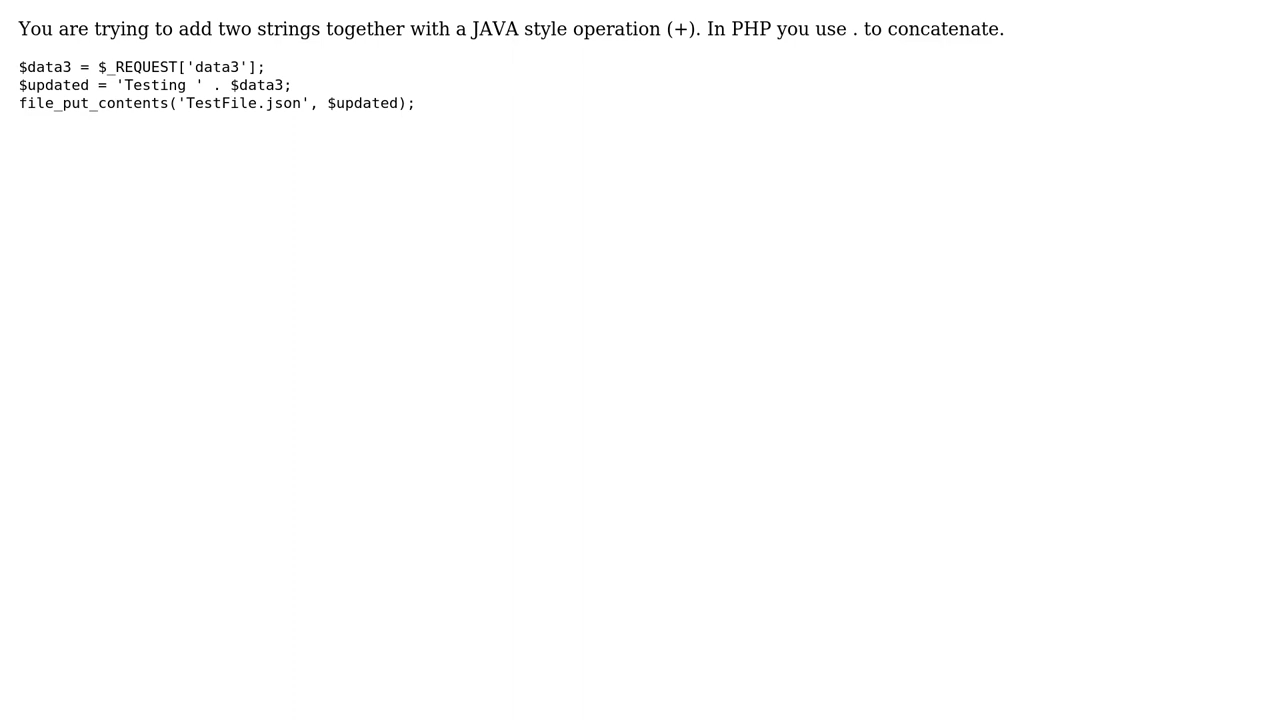 You are trying to add two strings together with a JAVA style operation (+). In PHP you use . to concatenate.
$data3 = $_REQUEST['data3'];
$updated = 'Testing ' . $data3;
file_put_contents('TestFile.json', $updated);